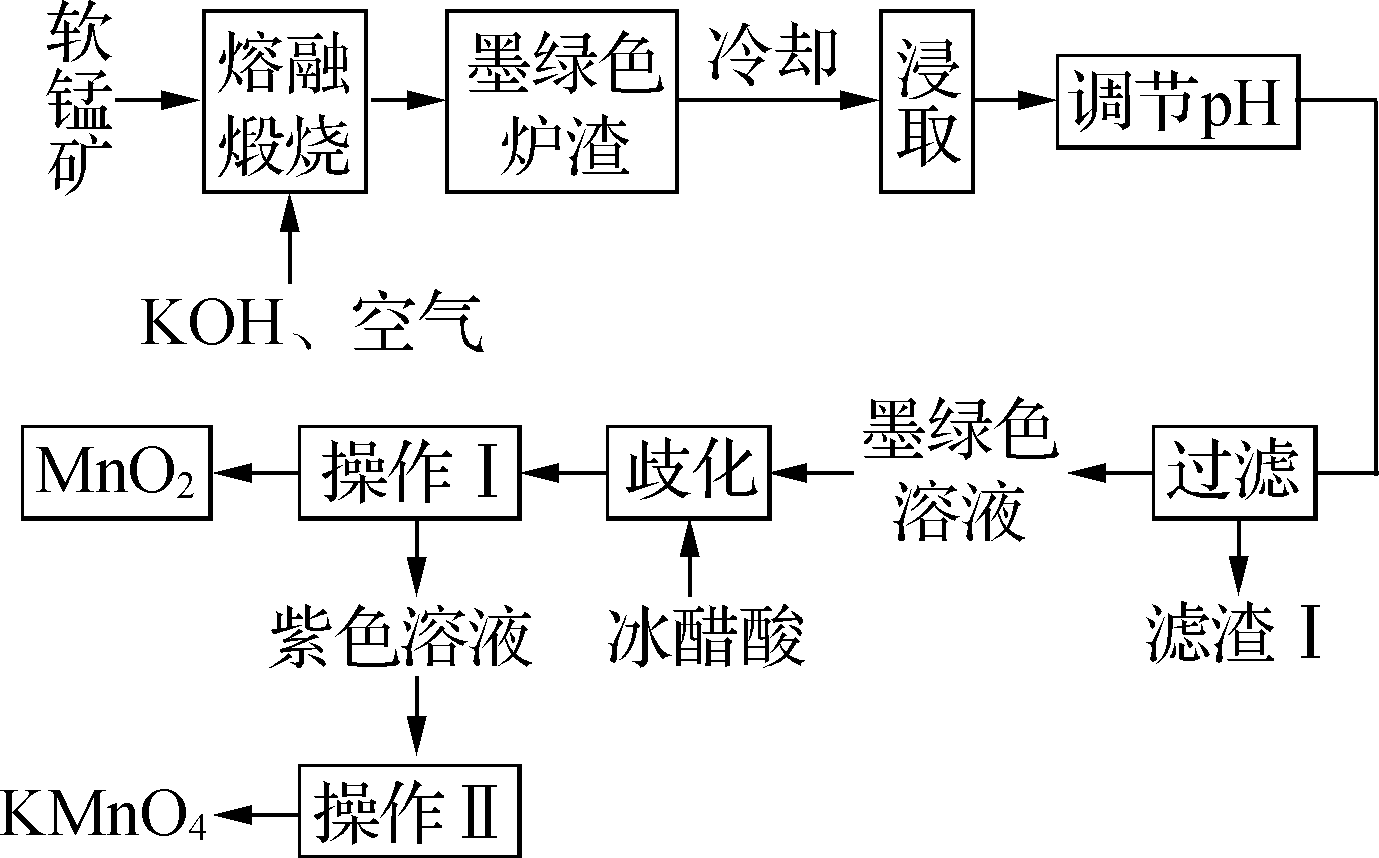 软锰矿
熔融
煅烧
墨绿色
炉渣
冷却
浸取
调节pH
KOH、空气
MnO₂
操作Ⅰ
歧化
墨绿色
溶液
过滤
紫色溶液
冰醋酸
滤渣Ⅰ
KMnO₄
操作Ⅱ